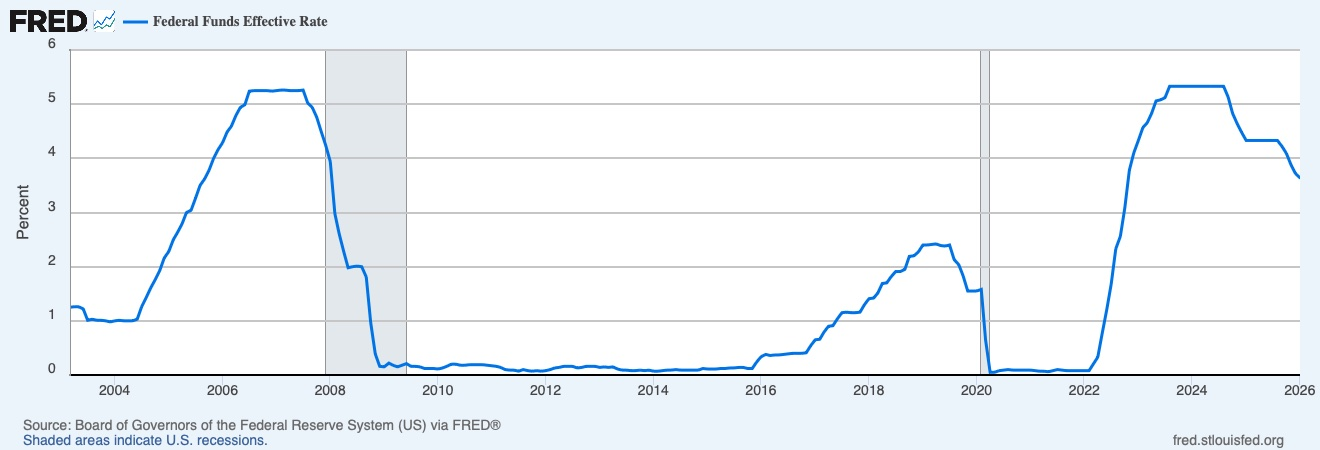 FRED Federal Funds Effective Rate
6
5
4
3
2
1
0
Percent
2004 2006 2008 2010 2012 2014 2016 2018 2020 2022 2024 2026
Source: Board of Governors of the Federal Reserve System (US) via FRED®
Shaded areas indicate U.S. recessions.
fred.stlouisfed.org